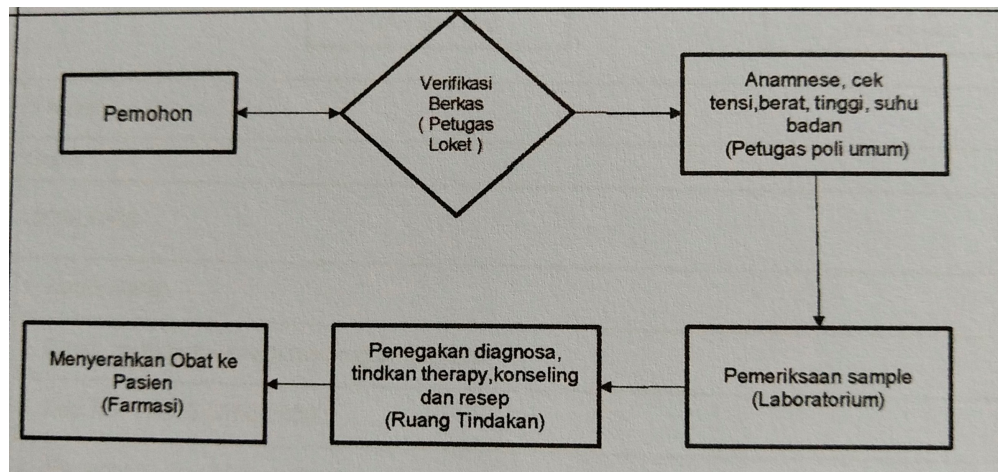 Pemohon
Verifikasi
Berkas
( Petugas
Loket )
Anamnese, cek
tensi,berat, tinggi, suhu
badan
(Petugas poli umum)
Menyerahkan Obat ke
Pasien
(Farmasi)
Penegakan diagnosa,
tindkan therapy,konseling
dan resep
(Ruang Tindakan)
Pemeriksaan sample
(Laboratorium)